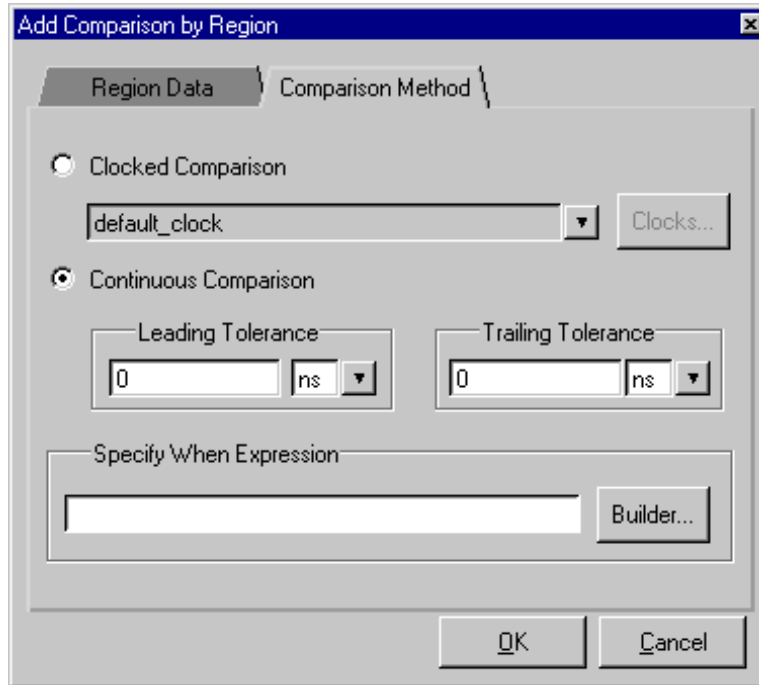 Add Comparison by Region
Region Data Comparison Method
Clocked Comparison
default_clock Clocks...
Continuous Comparison
Leading Tolerance Trailing Tolerance
0 ns 0 ns
Specify When Expression
Builder...
OK Cancel